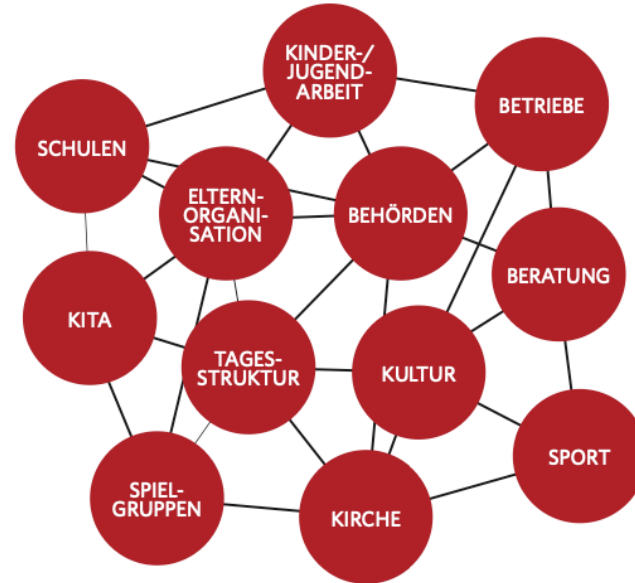 KINDER-/
JUGEND-
ARBEIT
BETRIEBE
SCHULEN
ELTERN-
ORGANI-
SATION
BEHÖRDEN
BERATUNG
KITA
TAGES-
STRUKTUR
KULTUR
SPORT
SPIEL-
GRUPPEN
KIRCHE